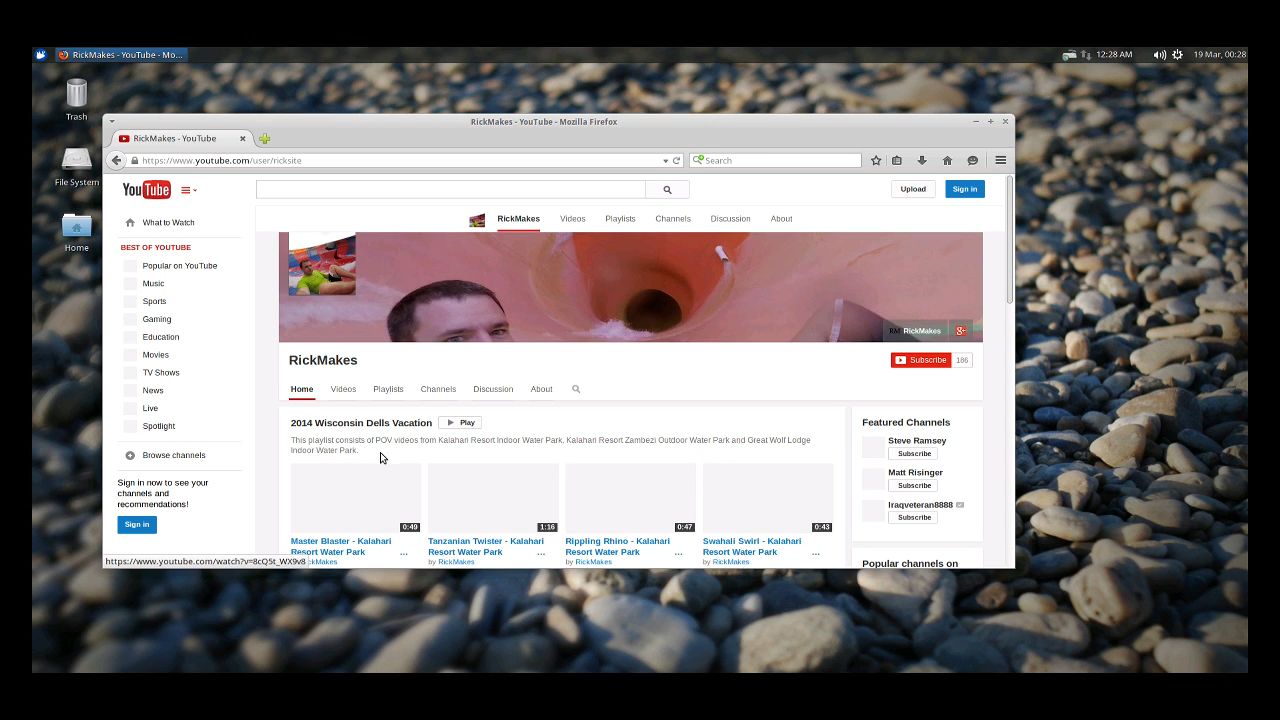 RickMakes - YouTube - Mo...
12:28 AM
19 Mar, 00:28
Trash
File System
Home
RickMakes - YouTube - Mozilla Firefox
RickMakes - YouTube
https://www.youtube.com/user/ricksite
Search
YouTube
Upload
Sign in
What to Watch
BEST OF YOUTUBE
Popular on YouTube
Music
Sports
Gaming
Education
Movies
TV Shows
News
Live
Spotlight
Browse channels
Sign in now to see your
channels and
recommendations!
Sign in
RickMakes Videos Playlists Channels Discussion About
RM RickMakes
RickMakes
Subscribe 186
Home Videos Playlists Channels Discussion About
2014 Wisconsin Dells Vacation Play
This playlist consists of POV videos from Kalahari Resort Indoor Water Park. Kalahari Resort Zambezi Outdoor Water Park and Great Wolf Lodge
Indoor Water Park.
0:49 1:16 0:47 0:43
Master Blaster - Kalahari
Resort Water Park ...
ckMakes
Tanzanian Twister - Kalahari
Resort Water Park ...
by RickMakes
Rippling Rhino - Kalahari
Resort Water Park ...
by RickMakes
Swahali Swirl - Kalahari
Resort Water Park ...
by RickMakes
Featured Channels
Steve Ramsey
Subscribe
Matt Risinger
Subscribe
Iraqveteran8888
Subscribe
Popular channels on
https://www.youtube.com/watch?v=8cQ5t_WX9v8